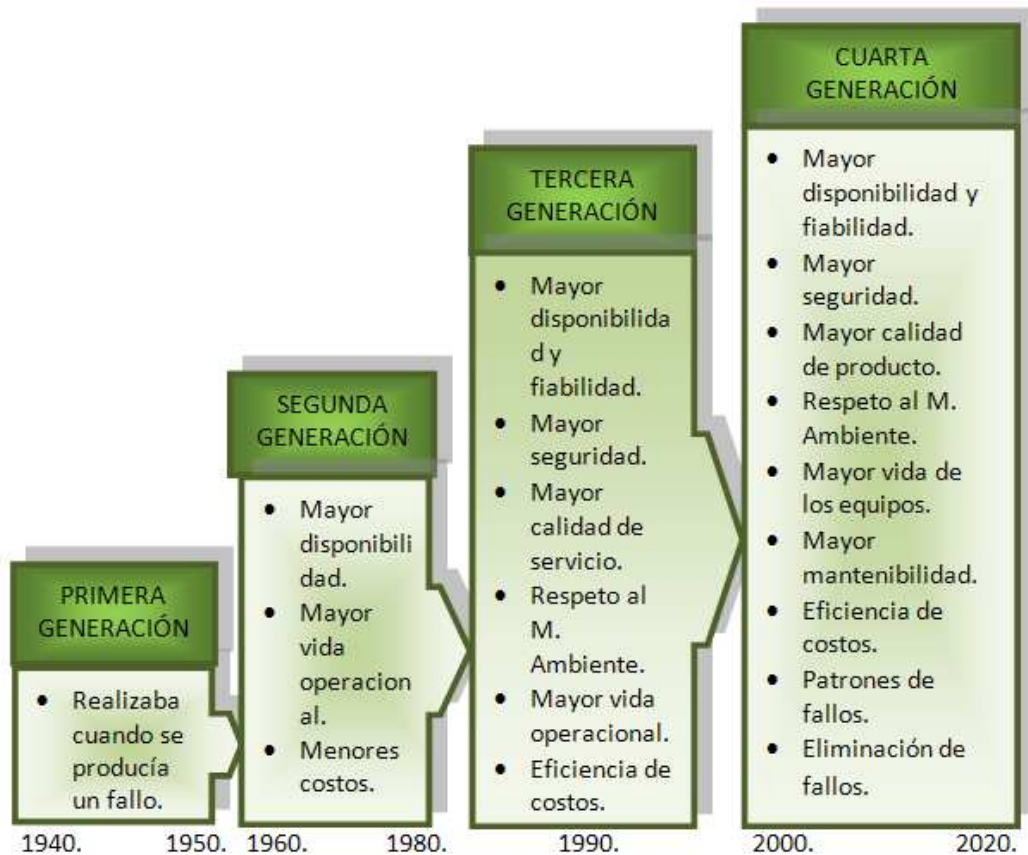 PRIMERA
GENERACIÓN
• Realizaba
cuando se
producía
un fallo.
SEGUNDA
GENERACIÓN
• Mayor
disponibili
dad.
• Mayor
vida
operacion
al.
• Menores
costos.
TERCERA
GENERACIÓN
• Mayor
disponibilida
d y
fiabilidad.
• Mayor
seguridad.
• Mayor
calidad de
servicio.
• Respeto al
M.
Ambiente.
• Mayor vida
operacional.
• Eficiencia de
costos.
CUARTA
GENERACIÓN
• Mayor
disponibilidad y
fiabilidad.
• Mayor
seguridad.
• Mayor calidad
de producto.
• Respeto al M.
Ambiente.
• Mayor vida de
los equipos.
• Mayor
mantenibilidad.
• Eficiencia de
costos.
• Patrones de
fallos.
• Eliminación de
fallos.
1940. 1950. 1960. 1980. 1990. 2000. 2020.